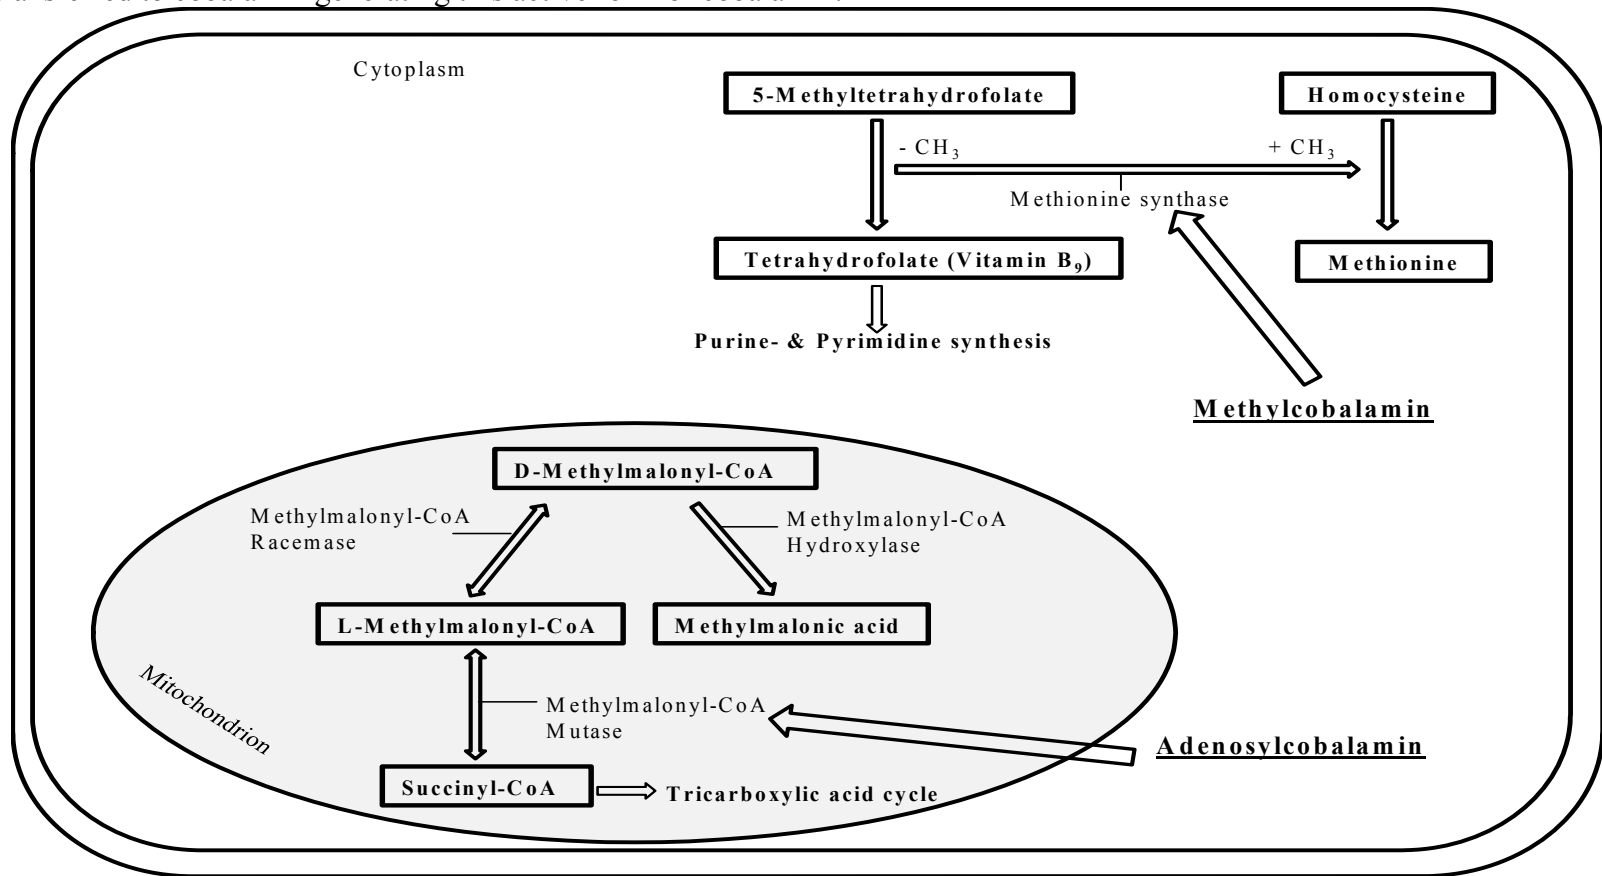 Cytoplasm
5-Methyltetrahydrofolate
Homocysteine
- CH3
+ CH3
Methionine synthase
Tetrahydrofolate (Vitamin B9)
Methionine
Purine- & Pyrimidine synthesis
Methylcobalamin
D-Methylmalonyl-CoA
Methylmalonyl-CoA
Racemase
Methylmalonyl-CoA
Hydroxylase
L-Methylmalonyl-CoA
Methylmalonic acid
Mitochondrion
Methylmalonyl-CoA
Mutase
Adenosylcobalamin
Succinyl-CoA
Tricarboxylic acid cycle